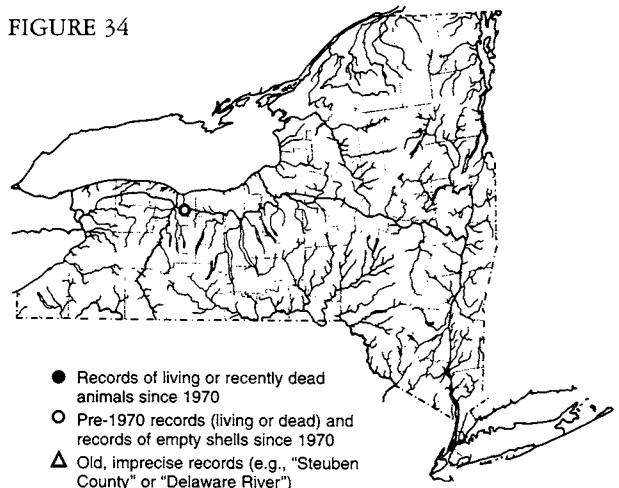 FIGURE 34
● Records of living or recently dead
animals since 1970
○ Pre-1970 records (living or dead) and
records of empty shells since 1970
△ Old, imprecise records (e.g., "Steuben
County" or "Delaware River")